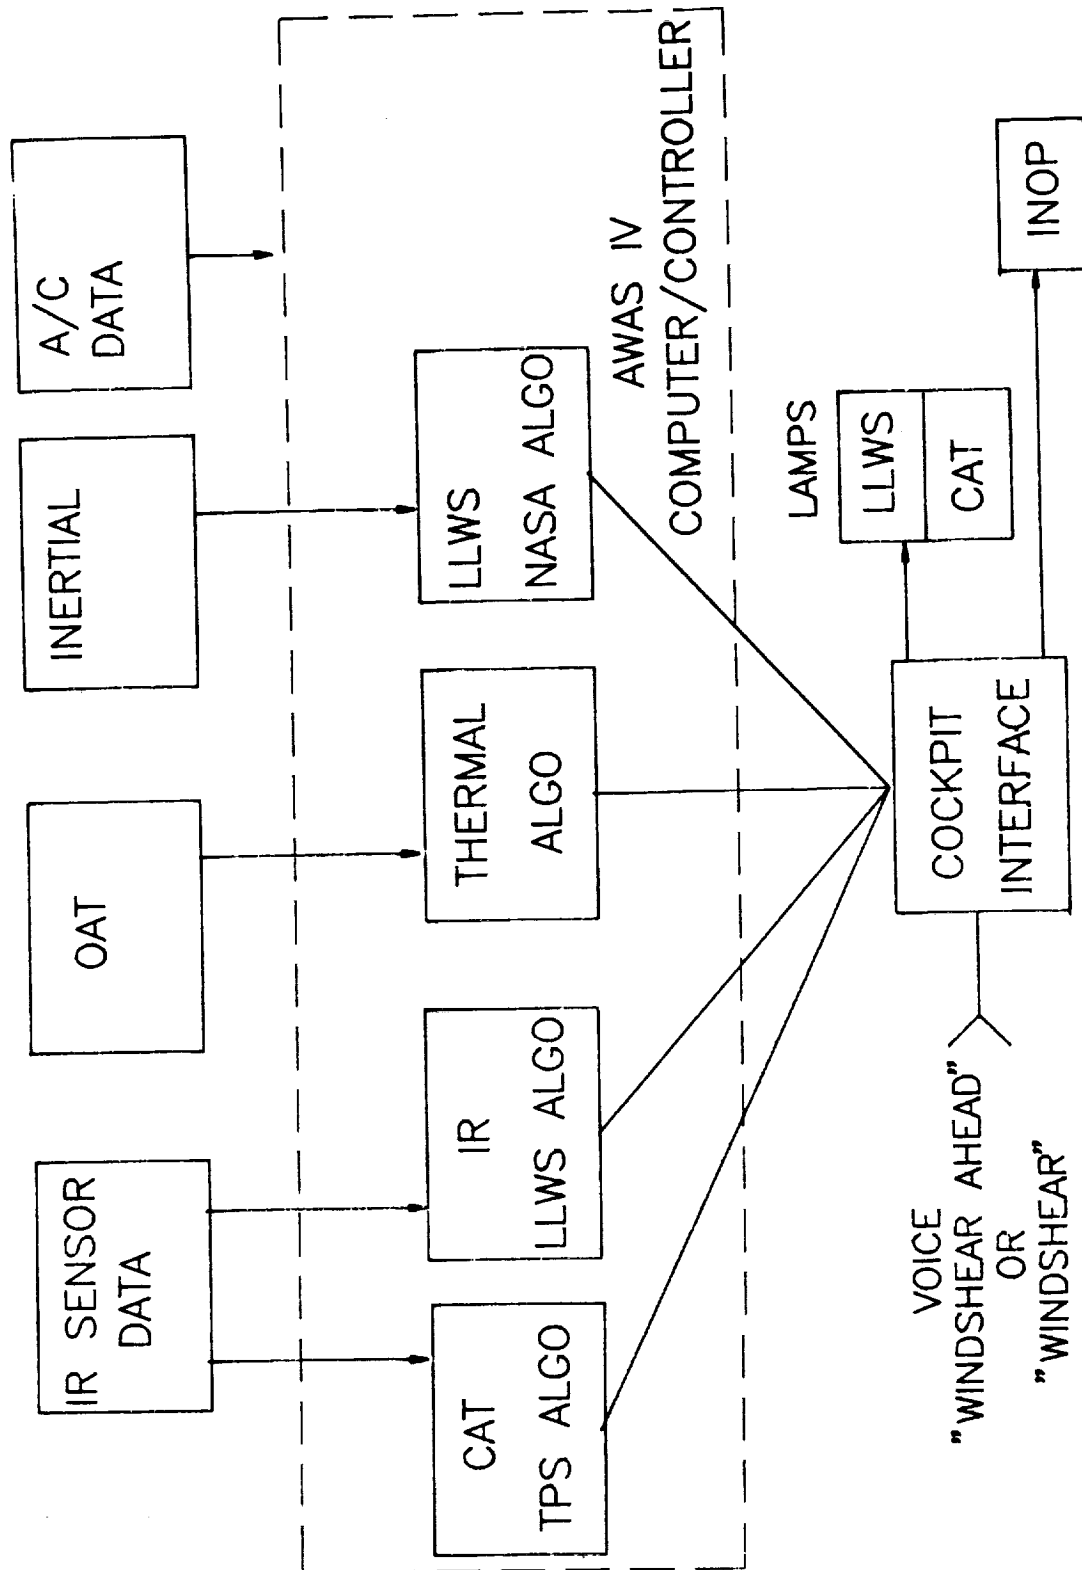 IR SENSOR
DATA
OAT
INERTIAL
A/C
DATA
CAT
TPS ALGO
IR
LLWS ALGO
THERMAL
ALGO
LLWS
NASA ALGO
AWAS IV
COMPUTER/CONTROLLER
VOICE
"WINDSHEAR AHEAD"
OR
"WINDSHEAR"
COCKPIT
INTERFACE
LAMPS
LLWS
CAT
INOP